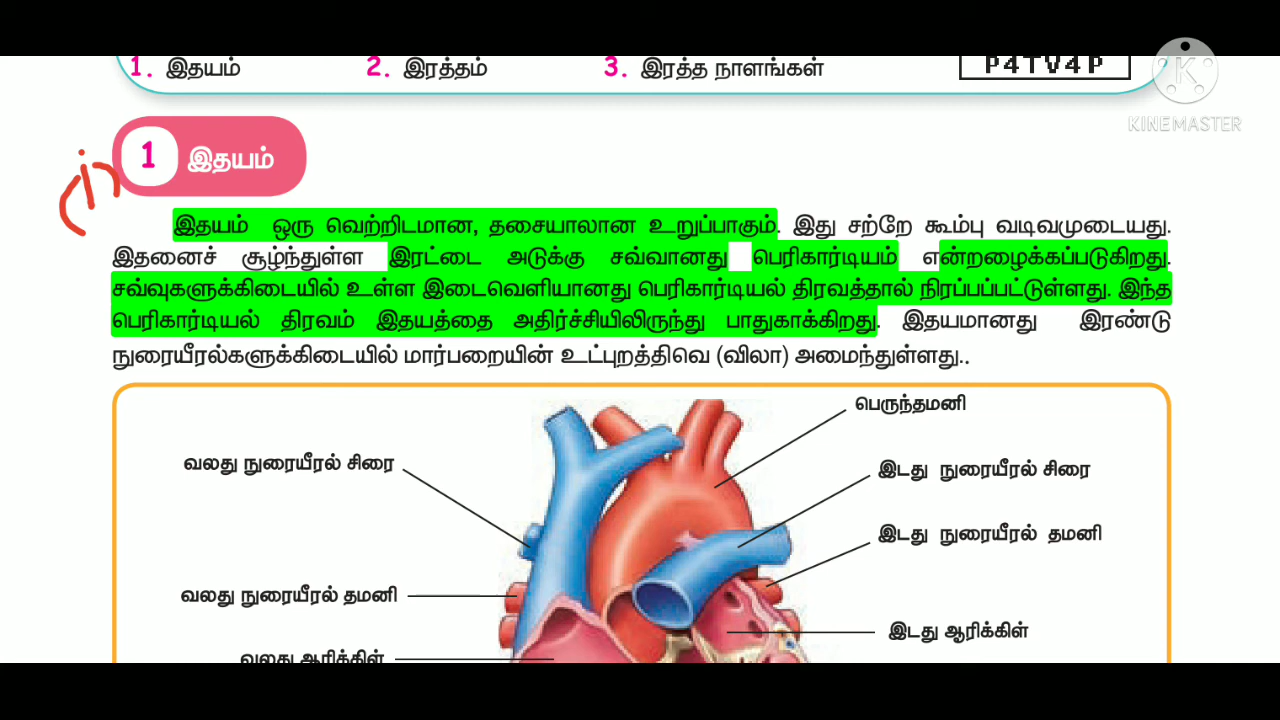 1. இதயம் 2. இரத்தம் 3. இரத்த நாளங்கள் P4TV4P
KINEMASTER
1 இதயம்
இதயம் ஒரு வெற்றிடமான, தசையாலான உறுப்பாகும். இது சற்றே கூம்பு வடிவமுடையது.
இதனைச் சூழ்ந்துள்ள இரட்டை அடுக்கு சவ்வானது பெரிகார்டியம் என்றழைக்கப்படுகிறது.
சவ்வுகளுக்கிடையில் உள்ள இடைவெளியானது பெரிகார்டியல் திரவத்தால் நிரப்பப்பட்டுள்ளது. இந்த
பெரிகார்டியல் திரவம் இதயத்தை அதிர்ச்சியிலிருந்து பாதுகாக்கிறது. இதயமானது இரண்டு
நுரையீரல்களுக்கிடையில் மார்பறையின் உட்புறத்திவெ (விலா) அமைந்துள்ளது..
பெருந்தமனி
வலது நுரையீரல் சிரை
இடது நுரையீரல் சிரை
இடது நுரையீரல் தமனி
வலது நுரையீரல் தமனி
இடது ஆரிக்கிள்
வலது ஆரிக்கிள்